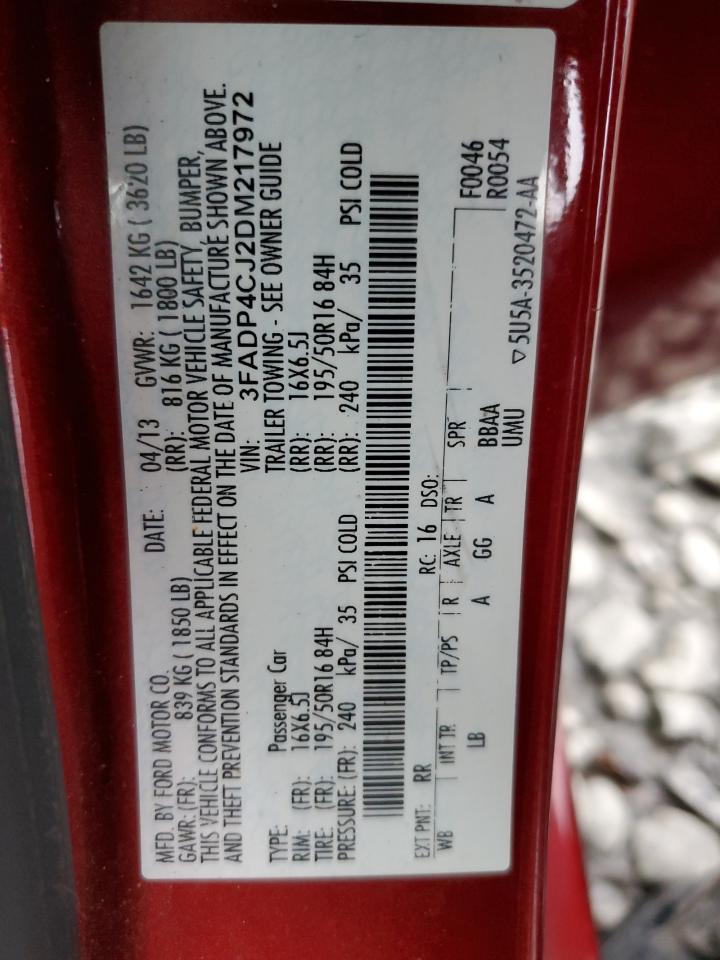 MFD. BY FORD MOTOR CO. DATE: 04/13 GVWR: 1642 KG ( 3620 LB)
GAWR: (FR): 839 KG ( 1850 LB) (RR): 816 KG ( 1800 LB)
THIS VEHICLE CONFORMS TO ALL APPLICABLE FEDERAL MOTOR VEHICLE SAFETY, BUMPER,
AND THEFT PREVENTION STANDARDS IN EFFECT ON THE DATE OF MANUFACTURE SHOWN ABOVE.
VIN: 3FADP4CJ2DM217972
TYPE: Passenger Car TRAILER TOWING - SEE OWNER GUIDE
RIM: (FR): 16X6.5J (RR): 16X6.5J
TIRE: (FR): 195/50R16 84H (RR): 195/50R16 84H
PRESSURE: (FR): 240 kPa/ 35 PSI COLD (RR): 240 kPa/ 35 PSI COLD
EXT PNT: RR RC: 16 DSO: F0046
WB INT TR TP/PS R AXLE TR SPR R0054
LB A GG A BBAA
UMU
▽5U5A-3520472-AA